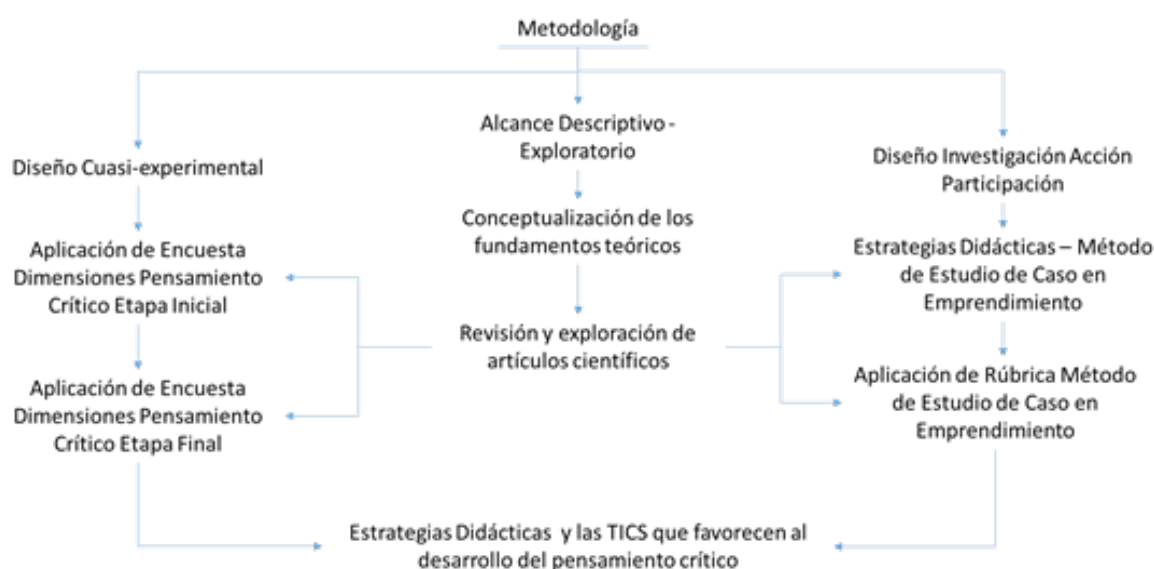 Metodología
Diseño Cuasi-experimental
Aplicación de Encuesta
Dimensiones Pensamiento
Crítico Etapa Inicial
Aplicación de Encuesta
Dimensiones Pensamiento
Crítico Etapa Final
Alcance Descriptivo -
Exploratorio
Conceptualización de los
fundamentos teóricos
Revisión y exploración de
artículos científicos
Diseño Investigación Acción
Participación
Estrategias Didácticas – Método
de Estudio de Caso en
Emprendimiento
Aplicación de Rúbrica Método
de Estudio de Caso en
Emprendimiento
Estrategias Didácticas y las TICS que favorecen al
desarrollo del pensamiento crítico